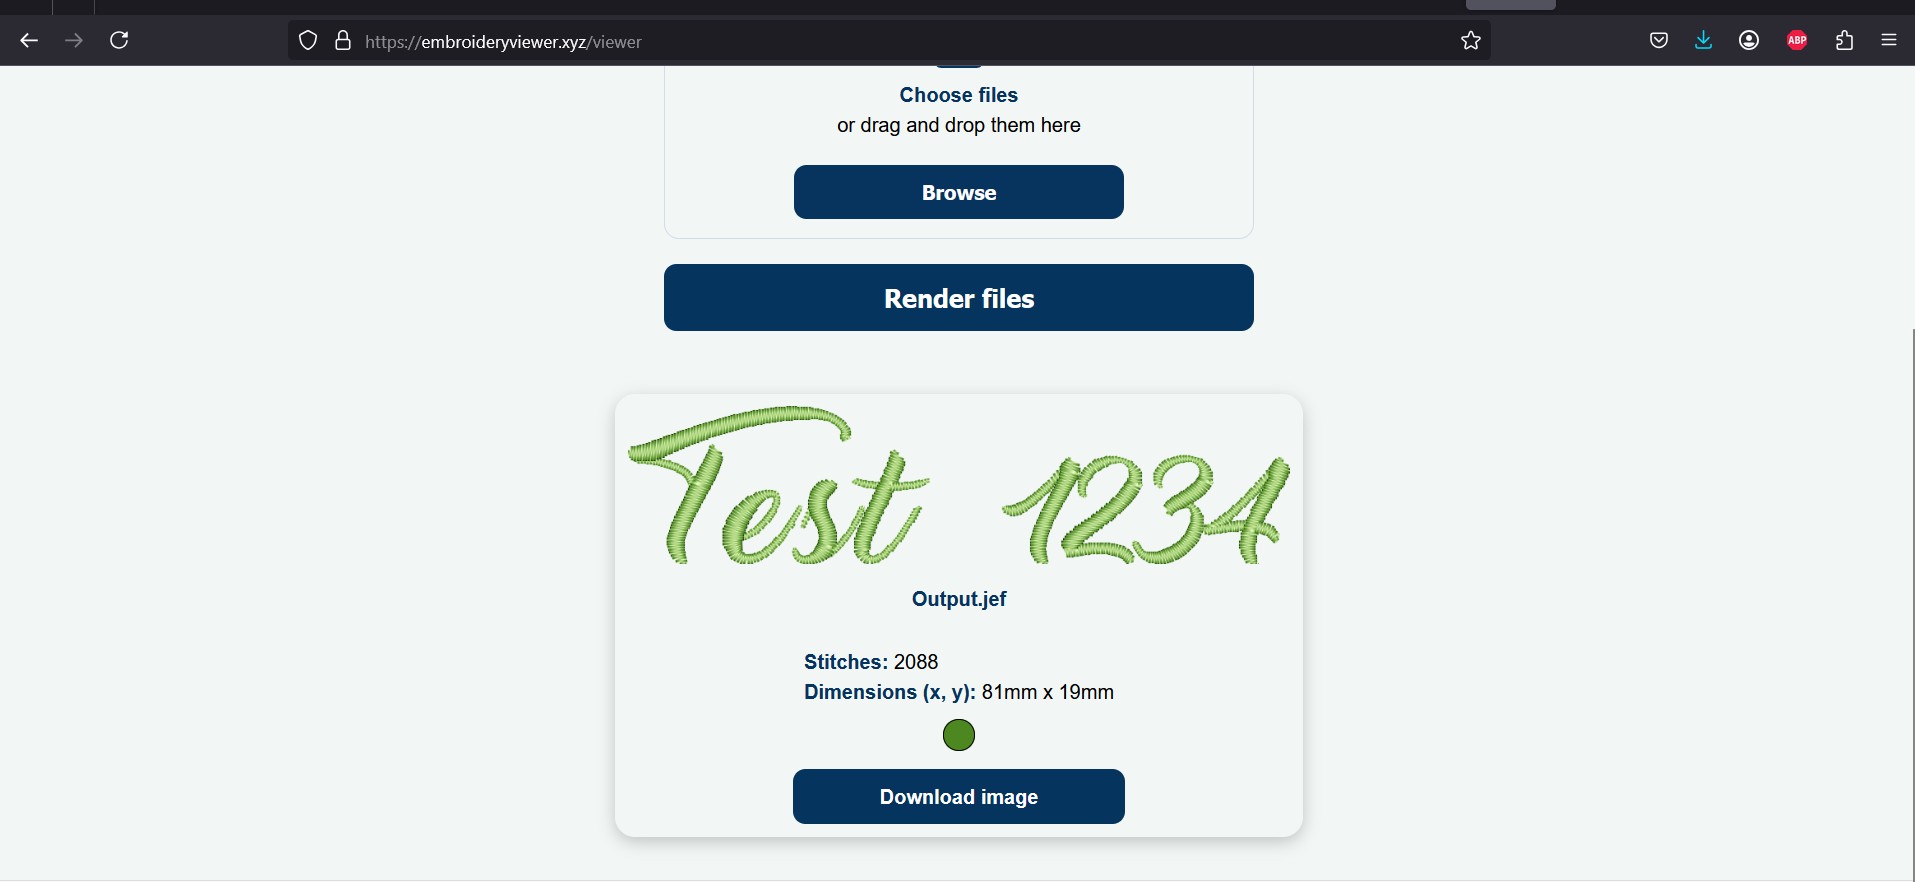 https://embroideryviewer.xyz/viewer
ABP
Choose files
or drag and drop them here
Browse
Render files
Test 1234
Output.jef
Stitches: 2088
Dimensions (x, y): 81mm x 19mm
Download image